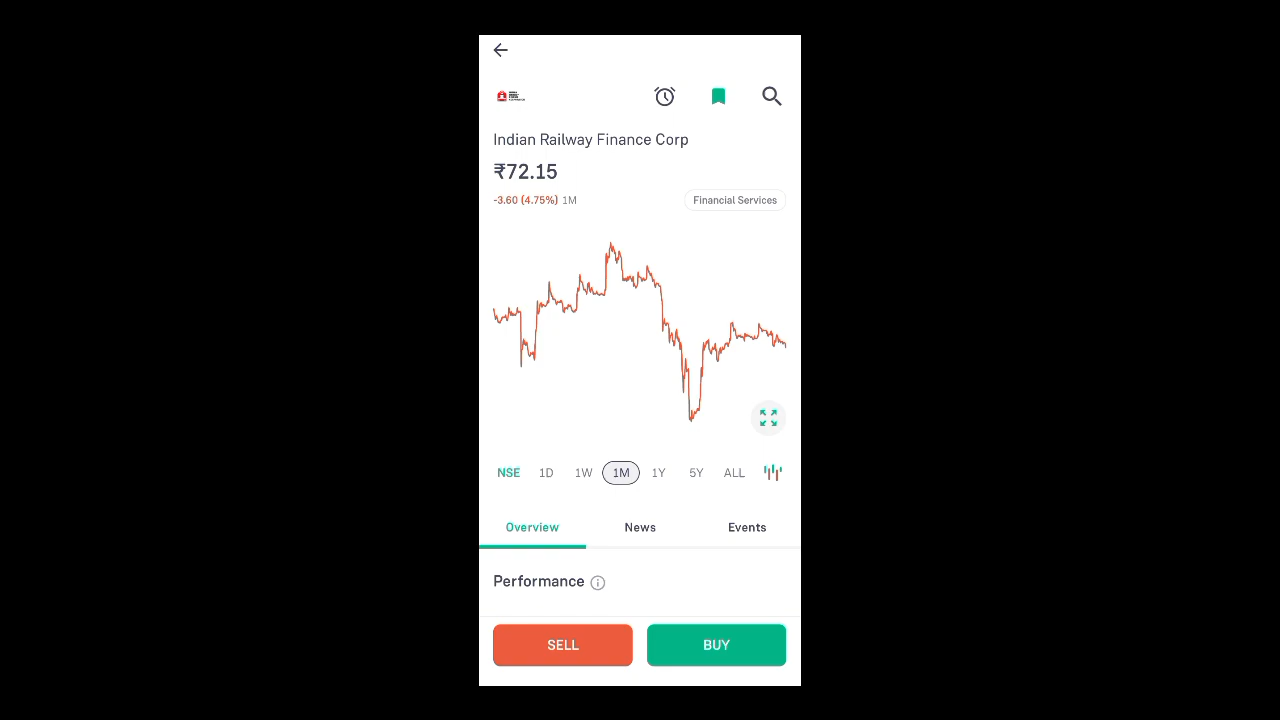 Indian Railway Finance Corp
₹72.15
-3.60 (4.75%) 1M
Financial Services
NSE 1D 1W 1M 1Y 5Y ALL
Overview News Events
Performance
SELL BUY